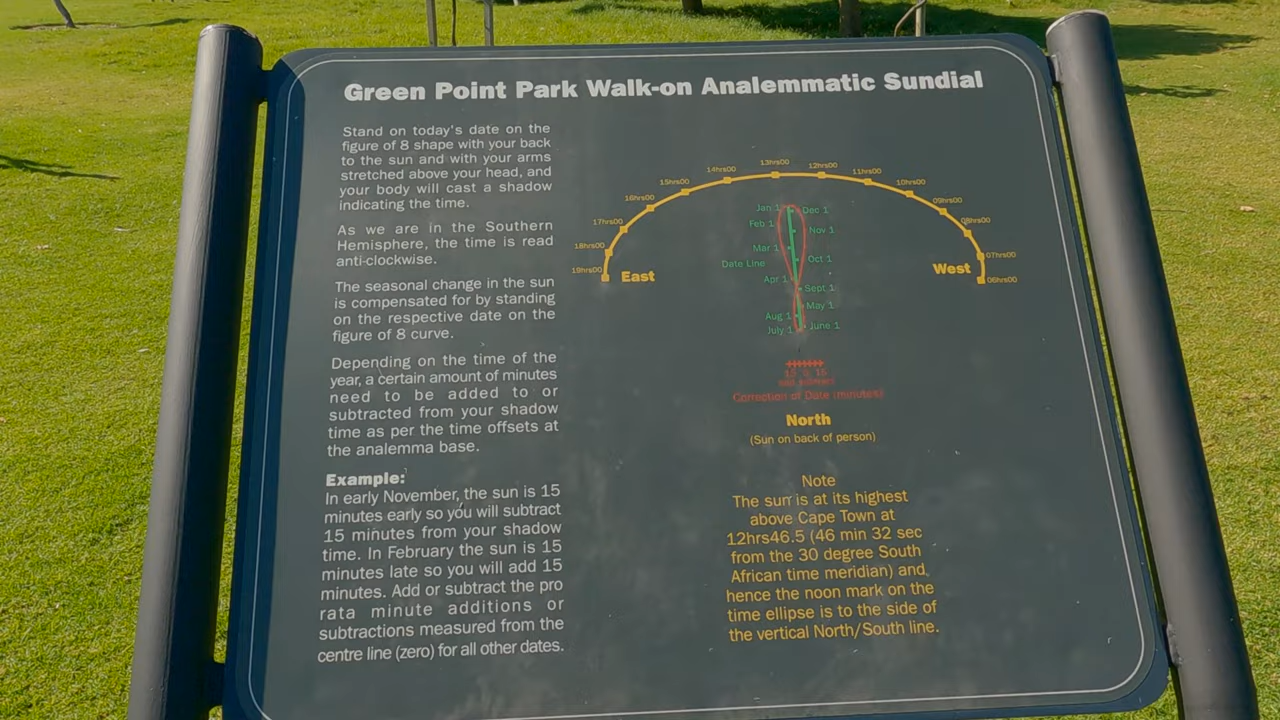 Green Point Park Walk-on Analemmatic Sundial
Stand on today's date on the
figure of 8 shape with your back
to the sun and with your arms
stretched above your head, and
your body will cast a shadow
indicating the time.
As we are in the Southern
Hemisphere, the time is read
anti-clockwise.
The seasonal change in the sun
is compensated for by standing
on the respective date on the
figure of 8 curve.
Depending on the time of the
year, a certain amount of minutes
need to be added to or
subtracted from your shadow
time as per the time offsets at
the analemma base.
Example:
In early November, the sun is 15
minutes early so you will subtract
15 minutes from your shadow
time. In February the sun is 15
minutes late so you will add 15
minutes. Add or subtract the pro
rata minute additions or
subtractions measured from the
centre line (zero) for all other dates.
19hrs00
18hrs00
17hrs00
16hrs00
15hrs00
14hrs00
13hrs00
12hrs00
11hrs00
10hrs00
09hrs00
08hrs00
07hrs00
06hrs00
East
West
Jan 1 Dec 1
Feb 1 Nov 1
Mar 1
Date Line Oct 1
Apr 1 Sept 1
May 1
Aug 1
July 1 June 1
15 0 15
Correction of Date (minutes)
North
(Sun on back of person)
Note
The sun is at its highest
above Cape Town at
12hrs46.5 (46 min 32 sec
from the 30 degree South
African time meridian) and
hence the noon mark on the
time ellipse is to the side of
the vertical North/South line.